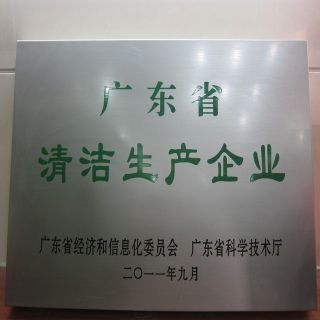 广东省
清洁生产企业
广东省经济和信息化委员会 广东省科学技术厅
二〇一一年九月